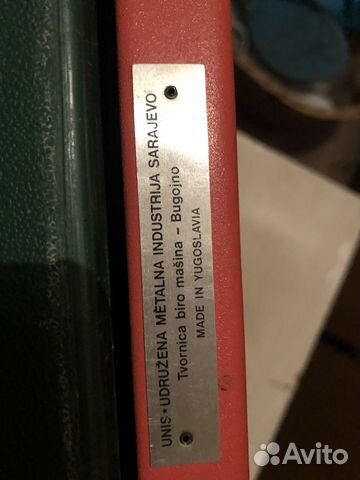 UNIS • UDRUŽENA METALNA INDUSTRIJA SARAJEVO
Tvornica biro mašina – Bugojno
MADE IN YUGOSLAVIA
Avito